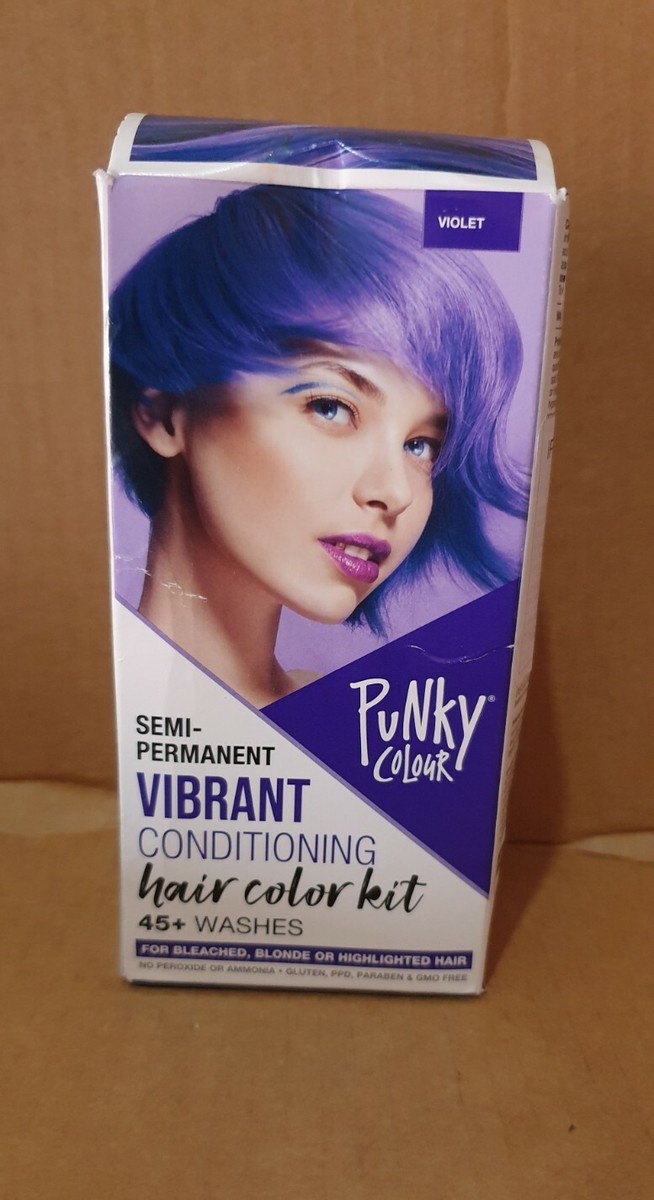 VIOLET
PUNKY®
COLOUR
SEMI-
PERMANENT
VIBRANT
CONDITIONING
hair color kit
45+ WASHES
FOR BLEACHED, BLONDE OR HIGHLIGHTED HAIR
NO PEROXIDE OR AMMONIA • GLUTEN, PPD, PARABEN & GMO FREE